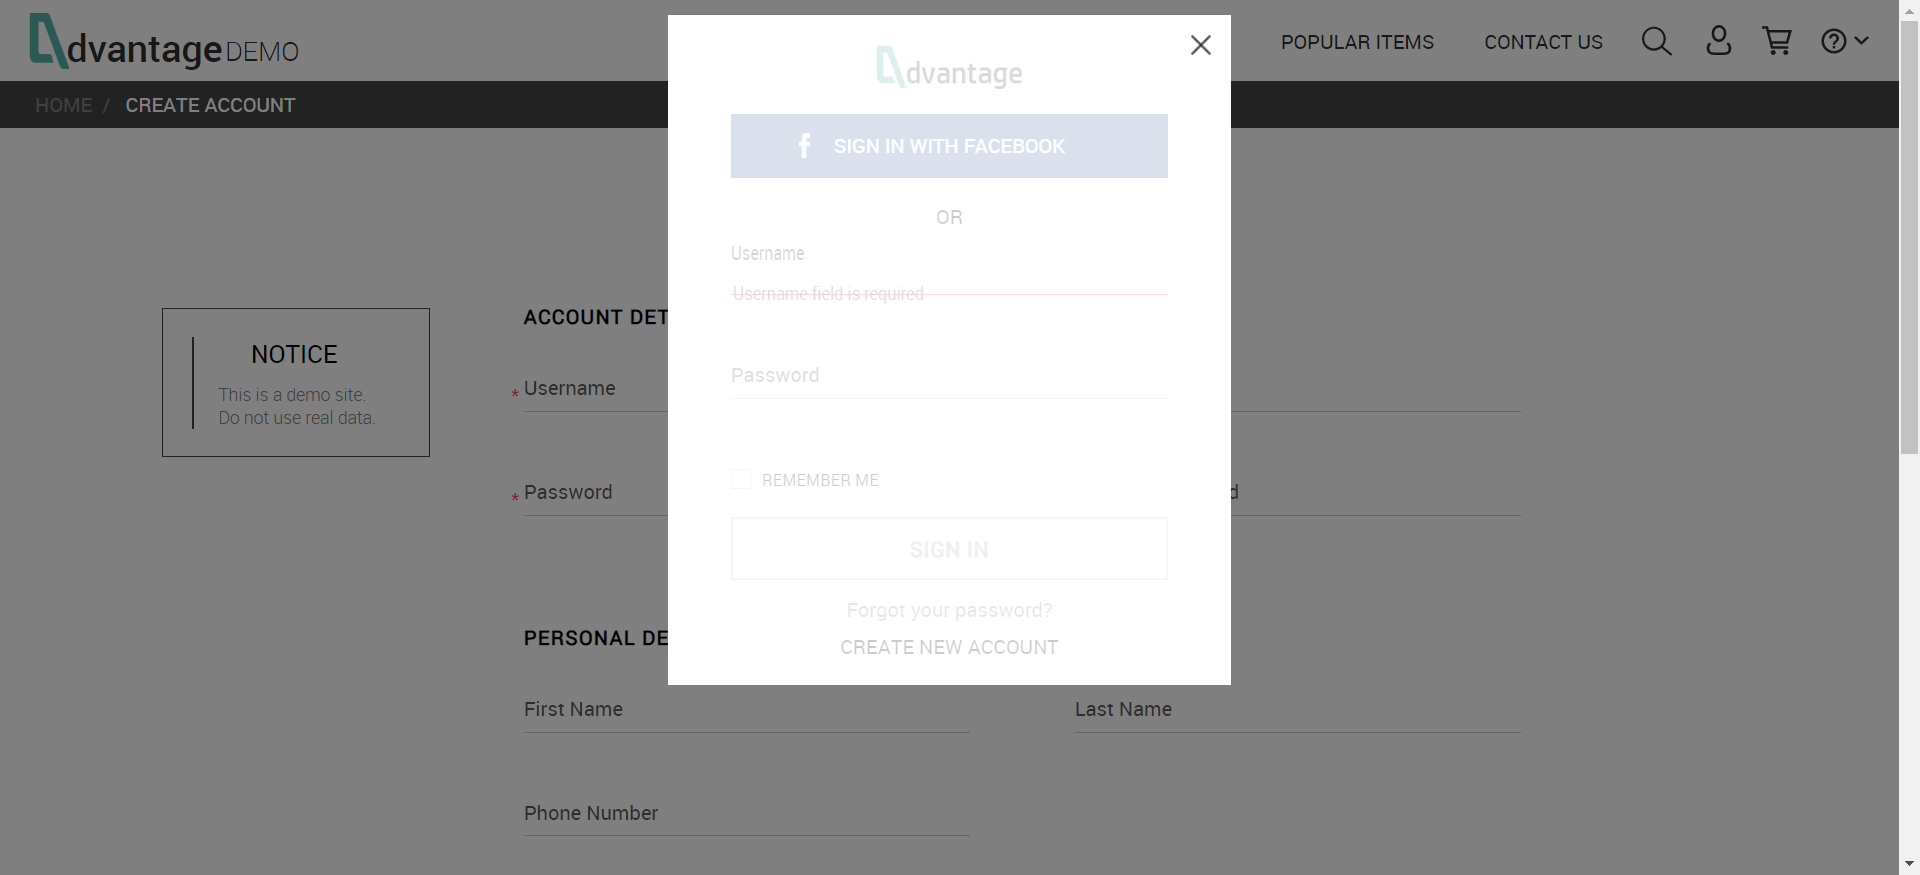 dvantage DEMO
POPULAR ITEMS
CONTACT US
HOME / CREATE ACCOUNT
dvantage
SIGN IN WITH FACEBOOK
OR
Username
Username field is required
Password
REMEMBER ME
SIGN IN
Forgot your password?
CREATE NEW ACCOUNT
NOTICE
This is a demo site.
Do not use real data.
ACCOUNT DET
* Username
* Password
d
PERSONAL DE
First Name
Last Name
Phone Number